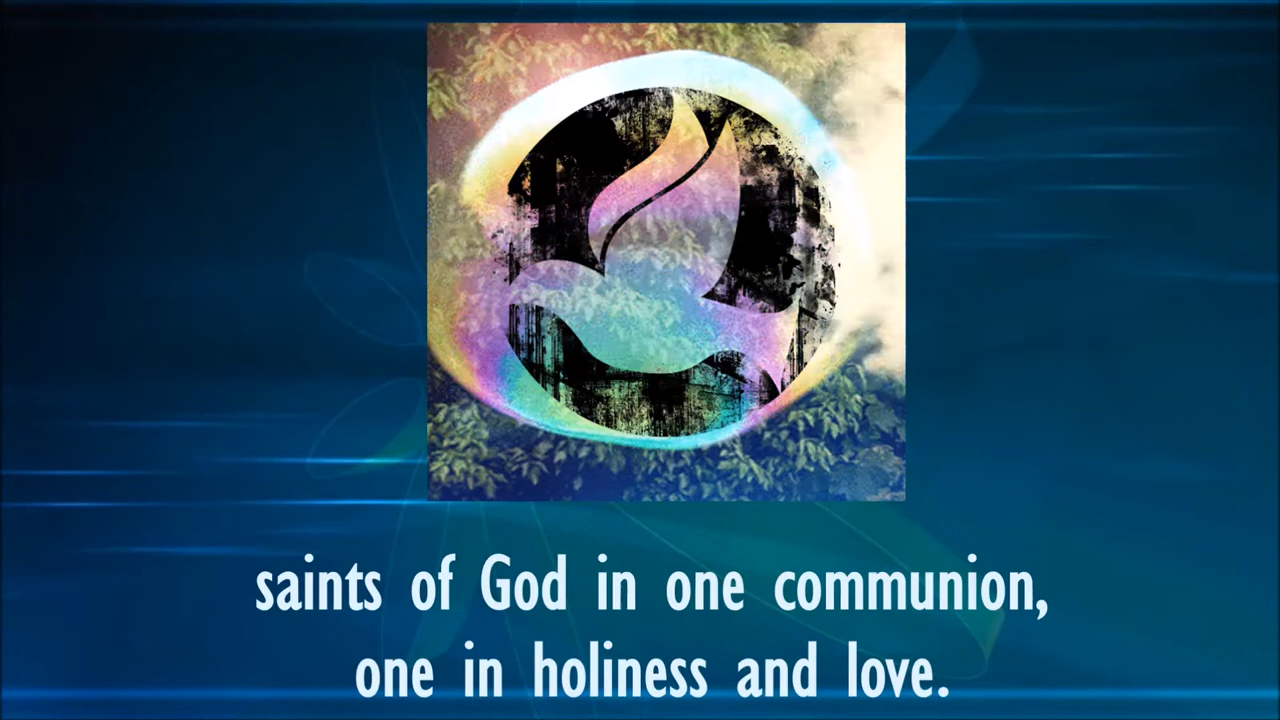 saints of God in one communion,
one in holiness and love.